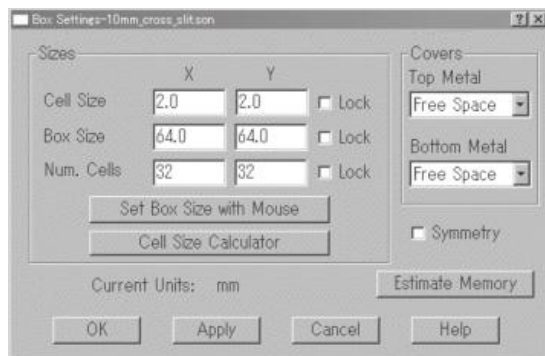 Box Settings-10mm_cross_slit.son
Sizes
X Y
Cell Size 2.0 2.0 Lock
Box Size 64.0 64.0 Lock
Num. Cells 32 32 Lock
Set Box Size with Mouse
Cell Size Calculator
Covers
Top Metal
Free Space
Bottom Metal
Free Space
Symmetry
Current Units: mm
Estimate Memory
OK Apply Cancel Help